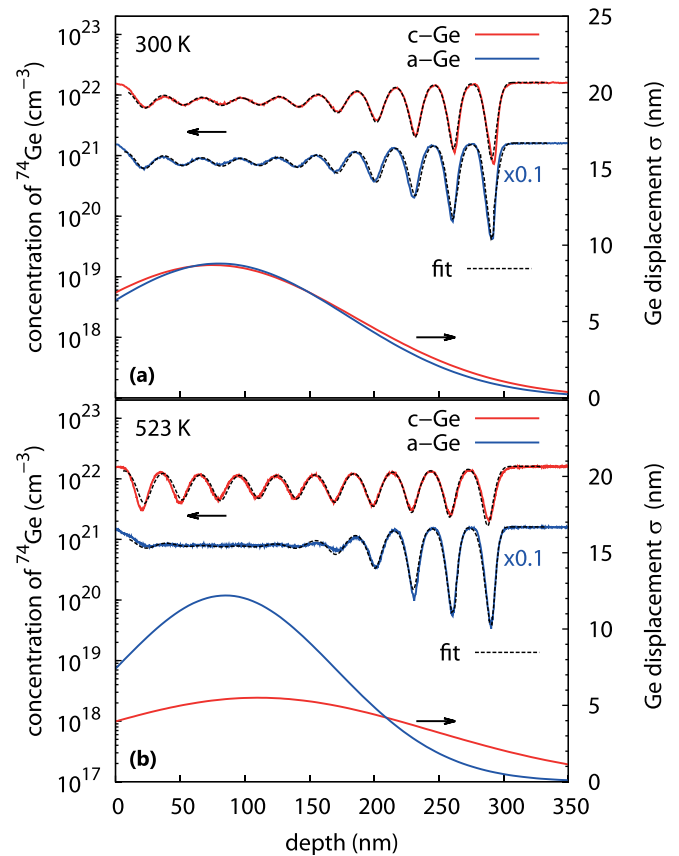 300 K
c–Ge
a–Ge
x0.1
fit
(a)
10^23
10^22
10^21
10^20
10^19
10^18
concentration of ^74Ge (cm^−3)
25
20
15
10
5
0
Ge displacement σ (nm)
523 K
c–Ge
a–Ge
x0.1
fit
(b)
10^23
10^22
10^21
10^20
10^19
10^18
10^17
concentration of ^74Ge (cm^−3)
20
15
10
5
0
Ge displacement σ (nm)
0 50 100 150 200 250 300 350
depth (nm)